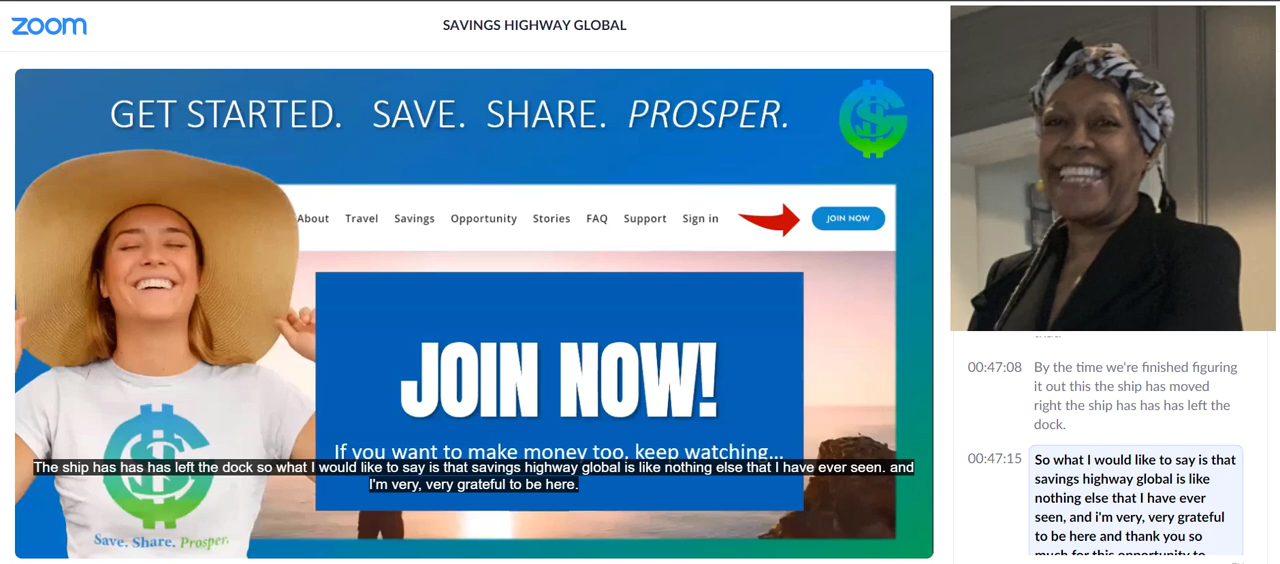 zoom
SAVINGS HIGHWAY GLOBAL
GET STARTED. SAVE. SHARE. PROSPER.
About Travel Savings Opportunity Stories FAQ Support Sign in JOIN NOW
JOIN NOW!
If you want to make money too, keep watching...
The ship has has has left the dock so what I would like to say is that savings highway global is like nothing else that I have ever seen. and
I'm very, very grateful to be here.
Save. Share. Prosper.
00:47:08 By the time we're finished figuring
it out this the ship has moved
right the ship has has has left the
dock.
00:47:15 So what I would like to say is that
savings highway global is like
nothing else that I have ever
seen, and i'm very, very grateful
to be here and thank you so
much for this opportunity to